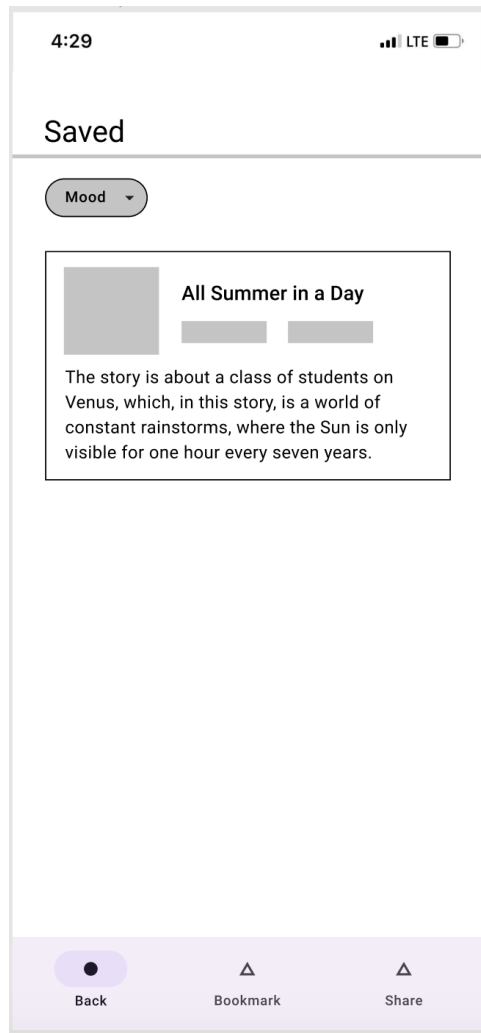 4:29 LTE
Saved
Mood
All Summer in a Day
The story is about a class of students on
Venus, which, in this story, is a world of
constant rainstorms, where the Sun is only
visible for one hour every seven years.
Back Bookmark Share